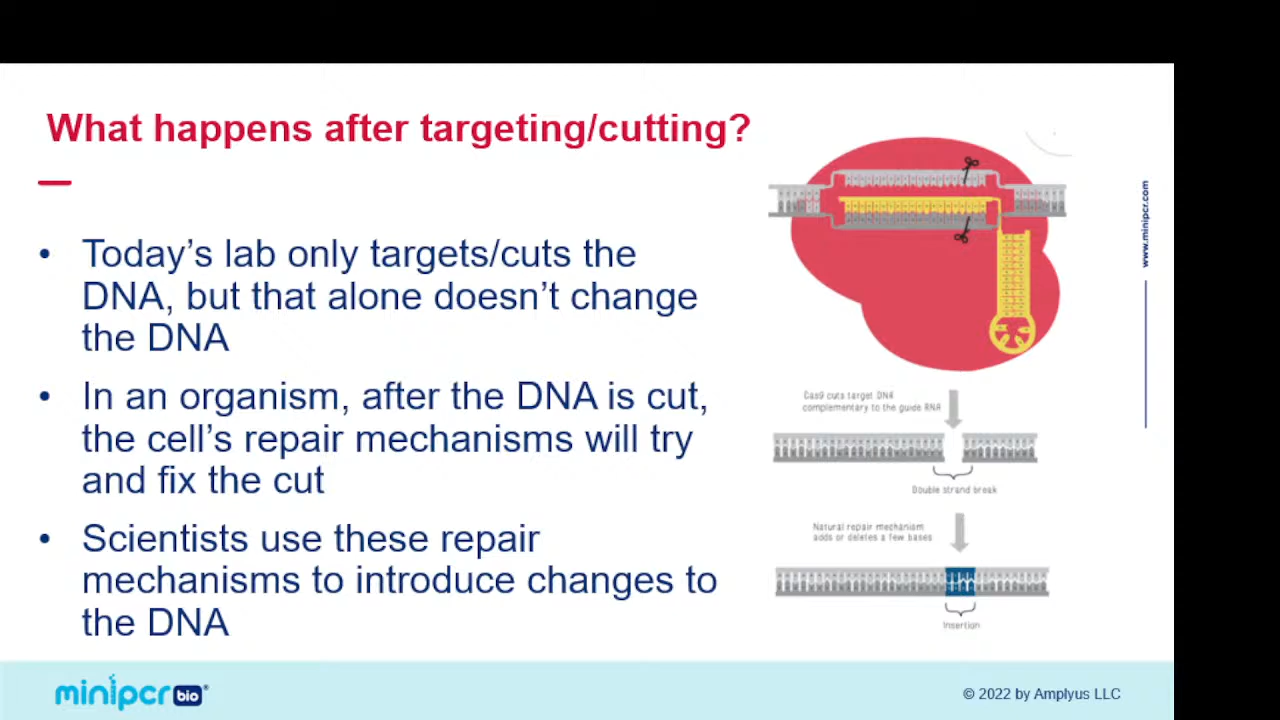 What happens after targeting/cutting?
• Today’s lab only targets/cuts the
DNA, but that alone doesn’t change
the DNA
• In an organism, after the DNA is cut,
the cell’s repair mechanisms will try
and fix the cut
• Scientists use these repair
mechanisms to introduce changes to
the DNA
Cas9 cuts target DNA
complementary to the guide RNA
Double strand break
Natural repair mechanism
adds or deletes a few bases
Insertion
www.minipcr.com
minipcr bio®
© 2022 by Amplyus LLC